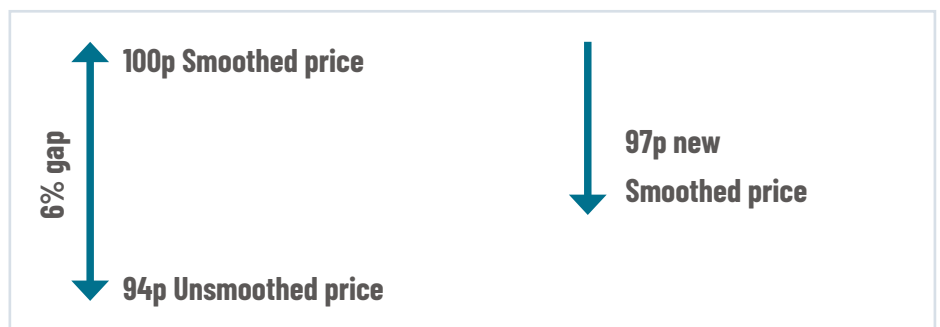 100p Smoothed price
6% gap
97p new
Smoothed price
94p Unsmoothed price